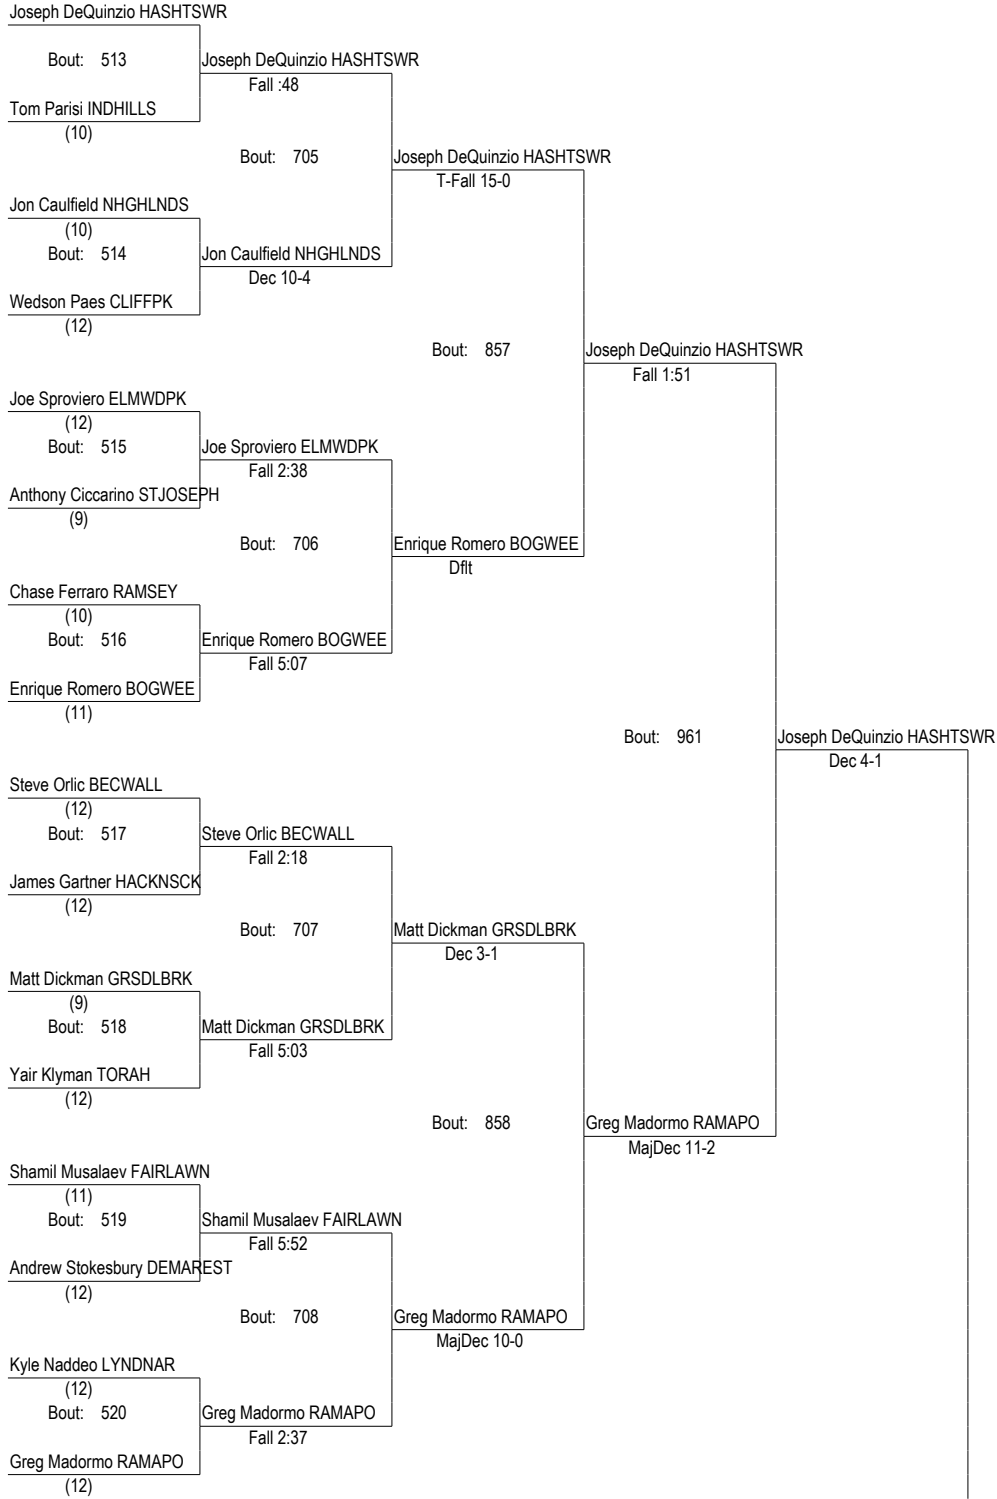 Joseph DeQuinzio HASHTSWR
Bout: 513
Joseph DeQuinzio HASHTSWR
Fall :48
Tom Parisi INDHILLS
(10)
Bout: 705
Joseph DeQuinzio HASHTSWR
T-Fall 15-0
Jon Caulfield NHGHLNDS
(10)
Bout: 514
Jon Caulfield NHGHLNDS
Dec 10-4
Wedson Paes CLIFFPK
(12)
Bout: 857
Joseph DeQuinzio HASHTSWR
Fall 1:51
Joe Sproviero ELMWDPK
(12)
Bout: 515
Joe Sproviero ELMWDPK
Fall 2:38
Anthony Ciccarino STJOSEPH
(9)
Bout: 706
Enrique Romero BOGWEE
Dflt
Chase Ferraro RAMSEY
(10)
Bout: 516
Enrique Romero BOGWEE
Fall 5:07
Enrique Romero BOGWEE
(11)
Bout: 961
Joseph DeQuinzio HASHTSWR
Dec 4-1
Steve Orlic BECWALL
(12)
Bout: 517
Steve Orlic BECWALL
Fall 2:18
James Gartner HACKNSCK
(12)
Bout: 707
Matt Dickman GRSDLBRK
Dec 3-1
Matt Dickman GRSDLBRK
(9)
Bout: 518
Matt Dickman GRSDLBRK
Fall 5:03
Yair Klyman TORAH
(12)
Bout: 858
Greg Madormo RAMAPO
MajDec 11-2
Shamil Musalaev FAIRLAWN
(11)
Bout: 519
Shamil Musalaev FAIRLAWN
Fall 5:52
Andrew Stokesbury DEMAREST
(12)
Bout: 708
Greg Madormo RAMAPO
MajDec 10-0
Kyle Naddeo LYNDNAR
(12)
Bout: 520
Greg Madormo RAMAPO
Fall 2:37
Greg Madormo RAMAPO
(12)